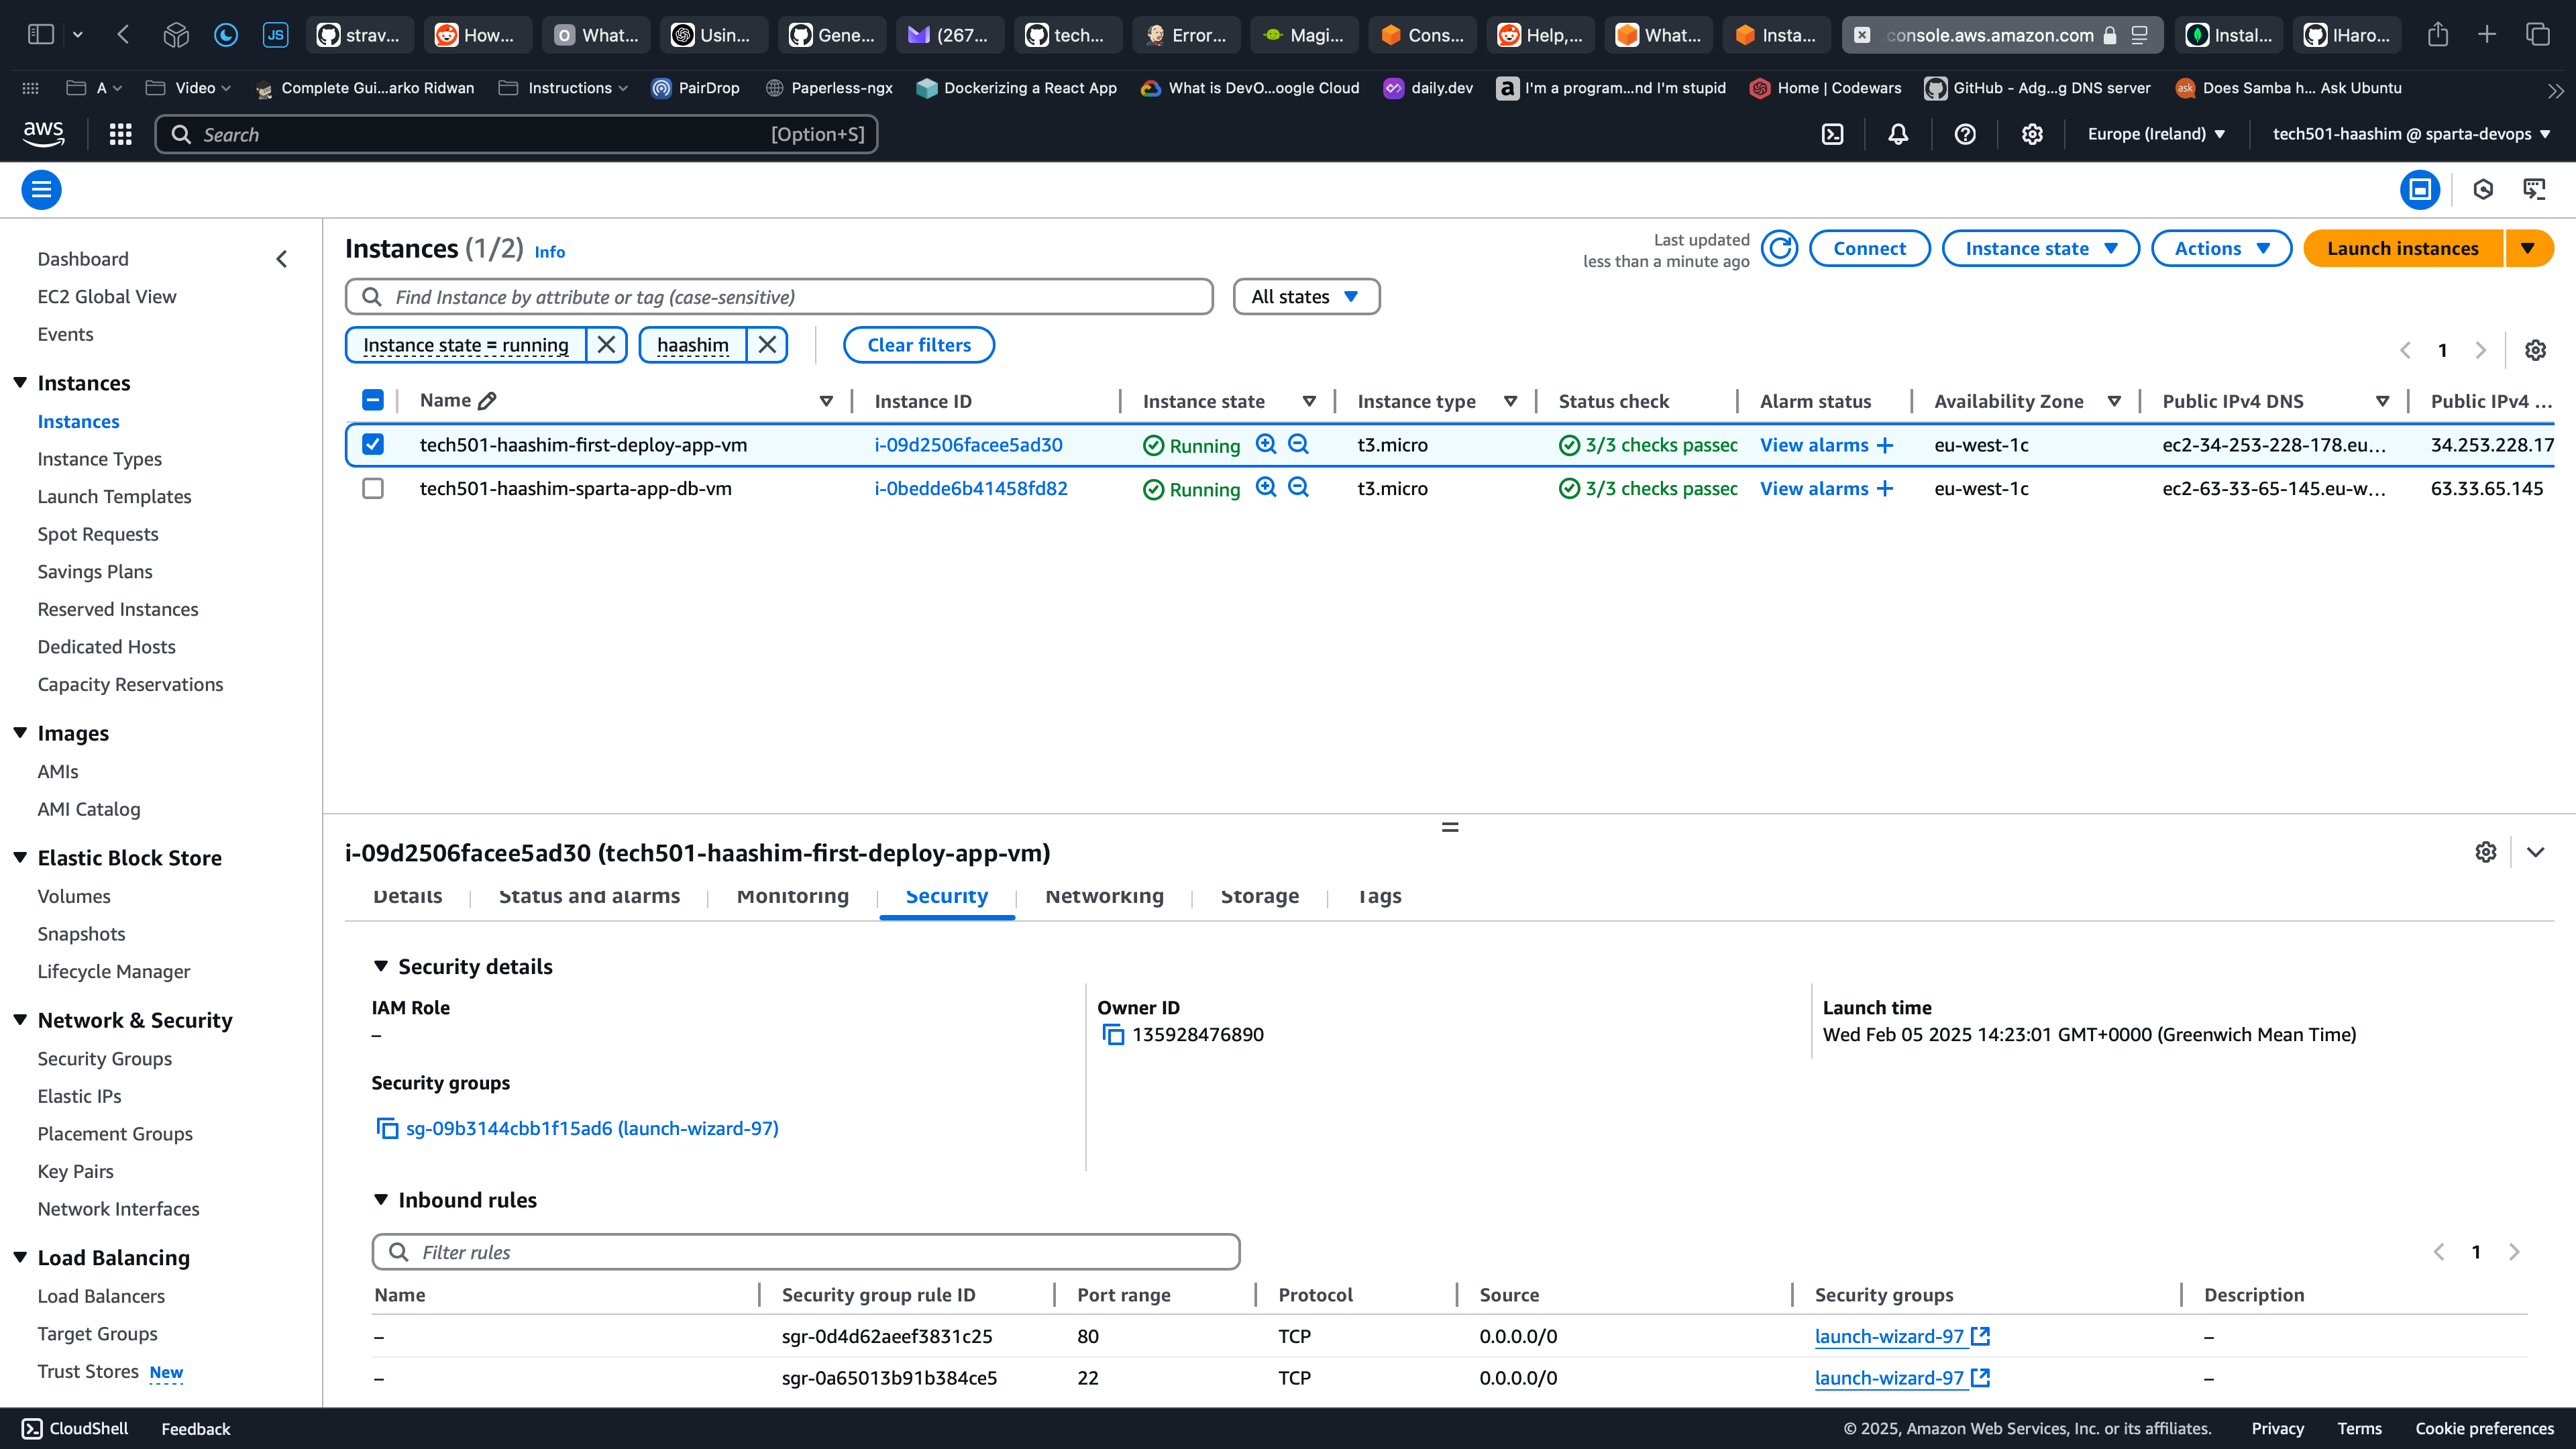 strav...
How...
What...
Usin...
Gene...
(267...
tech...
Error...
Magi...
Cons...
Help,...
What...
Insta...
console.aws.amazon.com
Instal...
IHaro...
A
Video
Complete Gui...arko Ridwan
Instructions
PairDrop
Paperless-ngx
Dockerizing a React App
What is DevO...oogle Cloud
daily.dev
I'm a program...nd I'm stupid
Home | Codewars
GitHub - Adg...g DNS server
Does Samba h... Ask Ubuntu
aws
Search [Option+S]
Europe (Ireland)
tech501-haashim @ sparta-devops
Dashboard
EC2 Global View
Events
Instances
Instances
Instance Types
Launch Templates
Spot Requests
Savings Plans
Reserved Instances
Dedicated Hosts
Capacity Reservations
Images
AMIs
AMI Catalog
Elastic Block Store
Volumes
Snapshots
Lifecycle Manager
Network & Security
Security Groups
Elastic IPs
Placement Groups
Key Pairs
Network Interfaces
Load Balancing
Load Balancers
Target Groups
Trust Stores New
Instances (1/2) Info
Last updated
less than a minute ago
Connect
Instance state
Actions
Launch instances
Find Instance by attribute or tag (case-sensitive)
All states
Instance state = running
haashim
Clear filters
1
Name Instance ID Instance state Instance type Status check Alarm status Availability Zone Public IPv4 DNS Public IPv4 ...
tech501-haashim-first-deploy-app-vm i-09d2506facee5ad30 Running t3.micro 3/3 checks passec View alarms + eu-west-1c ec2-34-253-228-178.eu... 34.253.228.17
tech501-haashim-sparta-app-db-vm i-0bedde6b41458fd82 Running t3.micro 3/3 checks passec View alarms + eu-west-1c ec2-63-33-65-145.eu-w... 63.33.65.145
i-09d2506facee5ad30 (tech501-haashim-first-deploy-app-vm)
Details Status and alarms Monitoring Security Networking Storage Tags
Security details
IAM Role
–
Owner ID
135928476890
Launch time
Wed Feb 05 2025 14:23:01 GMT+0000 (Greenwich Mean Time)
Security groups
sg-09b3144cbb1f15ad6 (launch-wizard-97)
Inbound rules
Filter rules
1
Name Security group rule ID Port range Protocol Source Security groups Description
– sgr-0d4d62aeef3831c25 80 TCP 0.0.0.0/0 launch-wizard-97 –
– sgr-0a65013b91b384ce5 22 TCP 0.0.0.0/0 launch-wizard-97 –
CloudShell Feedback © 2025, Amazon Web Services, Inc. or its affiliates. Privacy Terms Cookie preferences